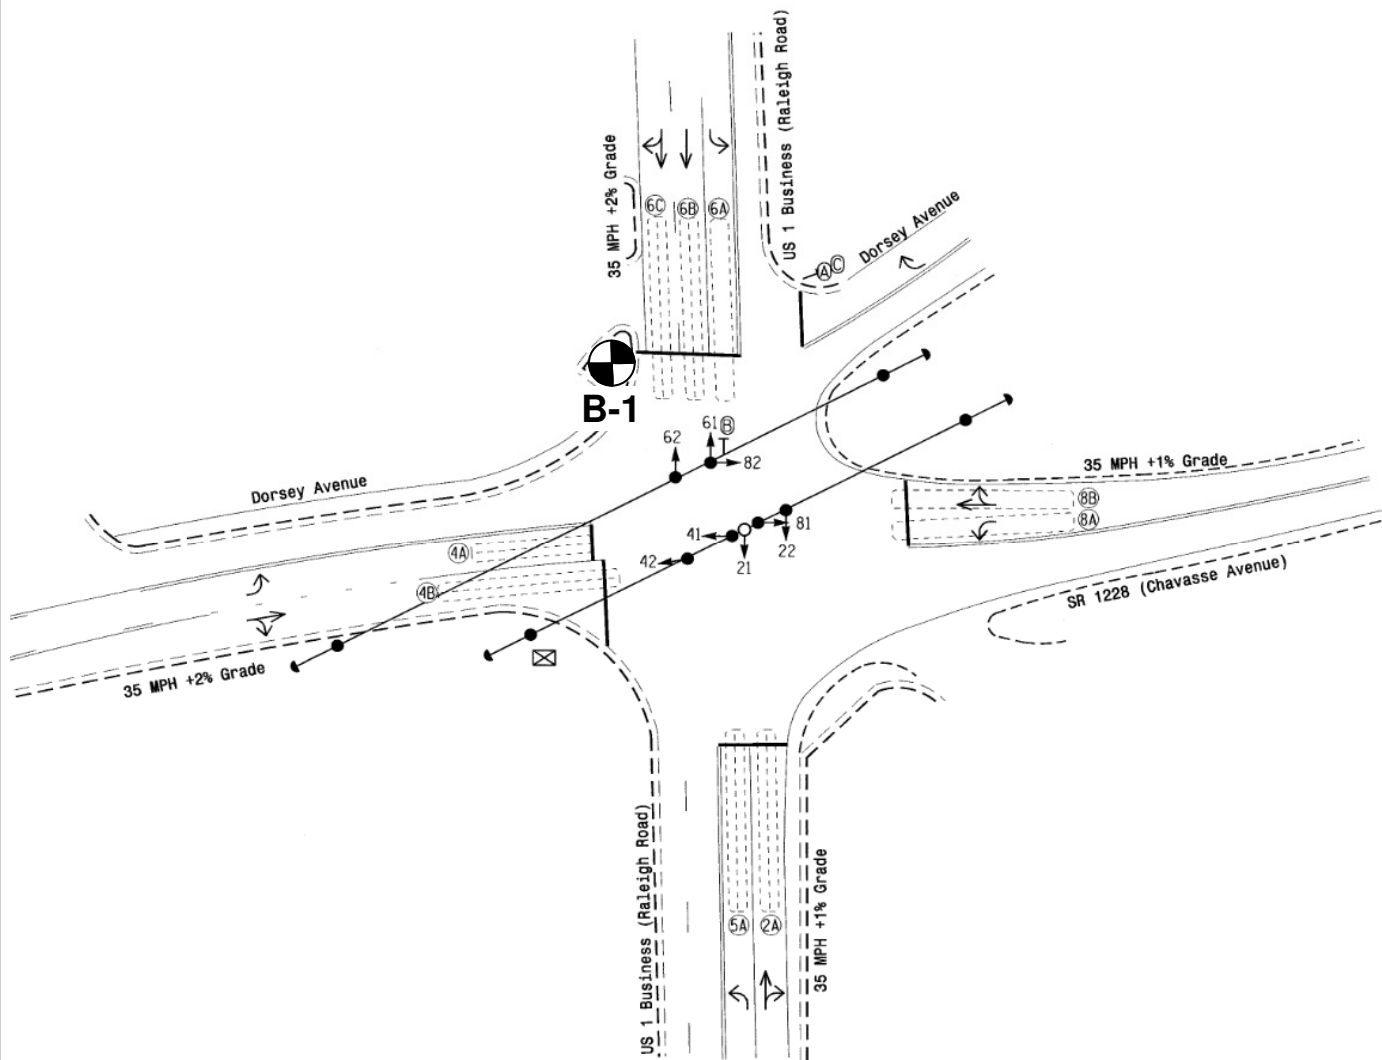 US 1 Business (Raleigh Road)
35 MPH +2% Grade
6C
6B
6A
Dorsey Avenue
A
C
B-1
61
B
62
82
35 MPH +1% Grade
Dorsey Avenue
8B
8A
4A
41
81
42
21
22
4B
SR 1228 (Chavasse Avenue)
35 MPH +2% Grade
US 1 Business (Raleigh Road)
5A
2A
35 MPH +1% Grade